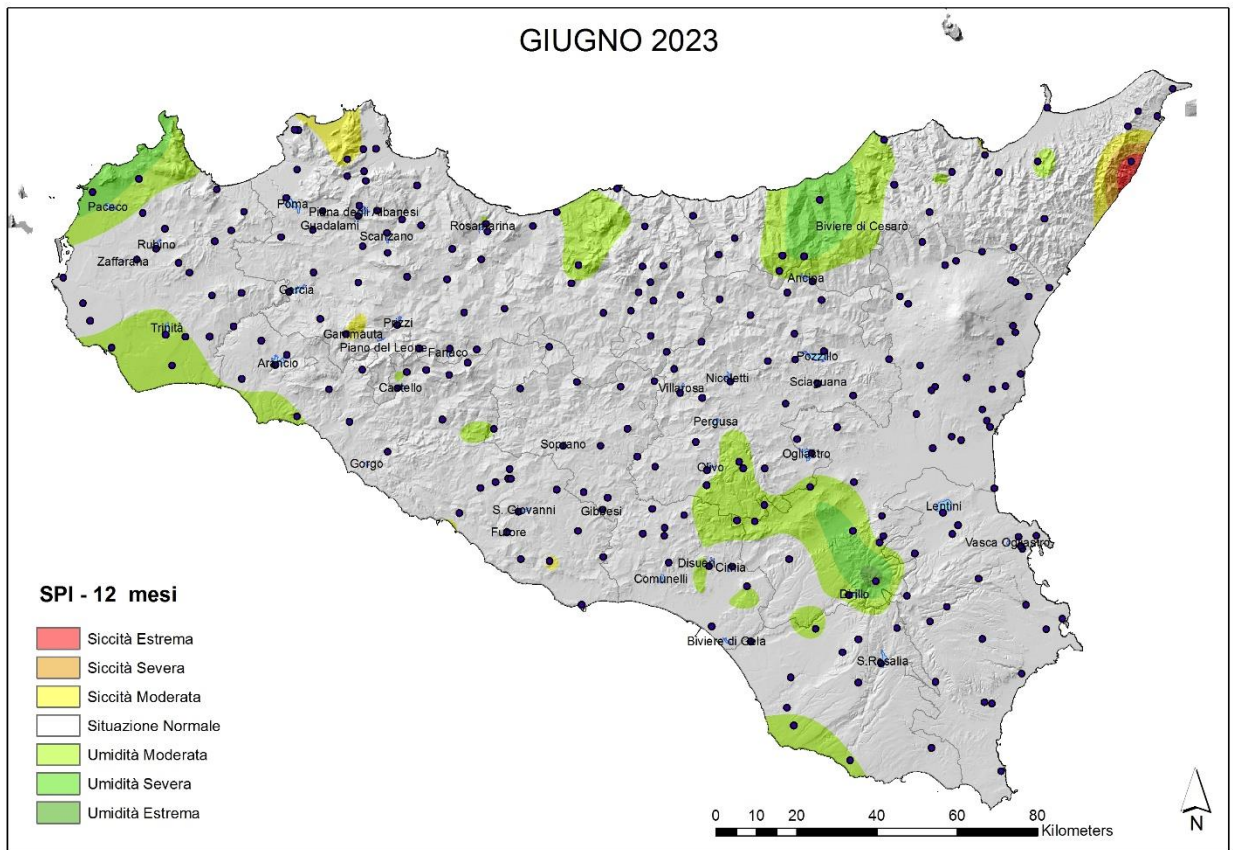 GIUGNO 2023
Paceco
Poma
Piana degli Albanesi
Guadalami
Scanzano
Rosamarina
Biviere di Cesarò
Rubino
Zaffarana
Ancipa
Garcia
Trinità
Prizzi
Gammauta
Piano del Leone
Fanaco
Arancio
Castello
Pozzillo
Nicoletti
Sciaguana
Villarosa
Pergusa
Soprano
Ogliastro
Gorgo
Olivo
S. Giovanni
Gibbesi
Lentini
Furore
Vasca Ogliastro
Disueri
Cimia
Comunelli
Dirillo
Biviere di Gela
S.Rosalia
SPI - 12 mesi
Siccità Estrema
Siccità Severa
Siccità Moderata
Situazione Normale
Umidità Moderata
Umidità Severa
Umidità Estrema
0 10 20 40 60 80
Kilometers
N